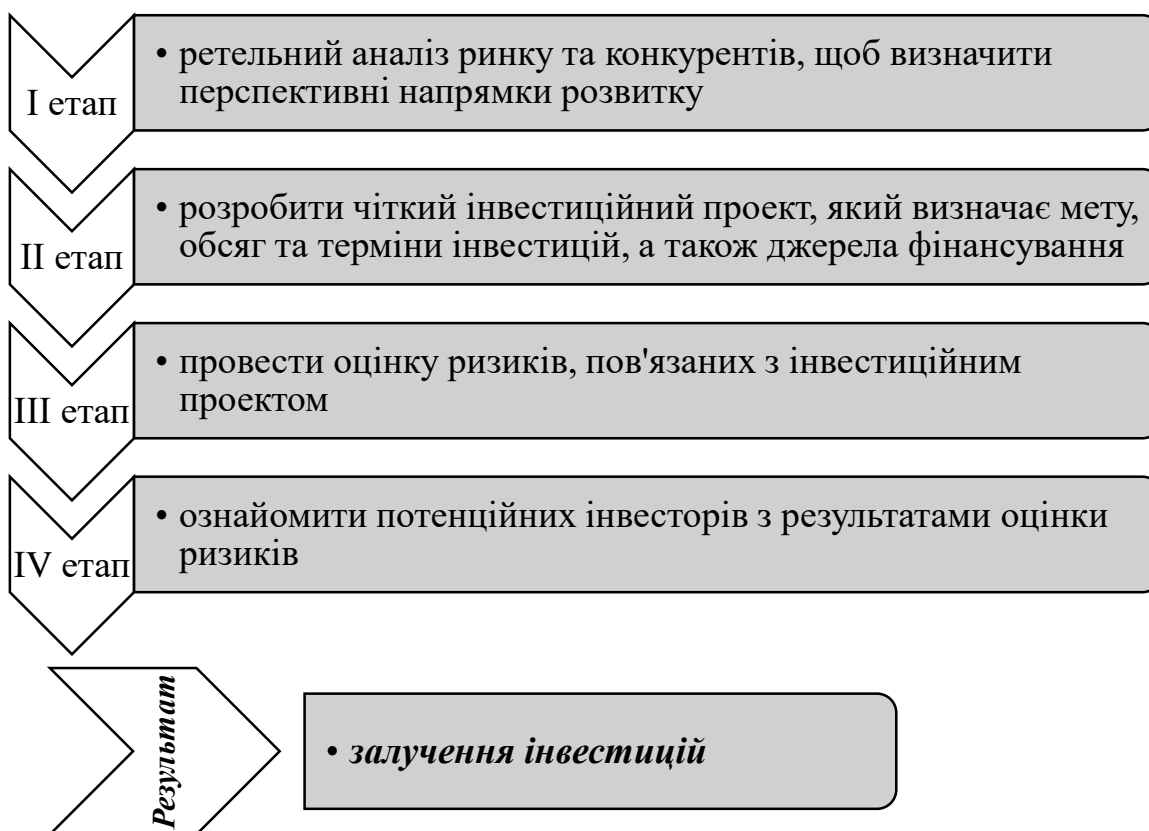 I етап
• ретельний аналіз ринку та конкурентів, щоб визначити
перспективні напрямки розвитку
II етап
• розробити чіткий інвестиційний проект, який визначає мету,
обсяг та терміни інвестицій, а також джерела фінансування
III етап
• провести оцінку ризиків, пов'язаних з інвестиційним
проектом
IV етап
• ознайомити потенційних інвесторів з результатами оцінки
ризиків
Результат
• залучення інвестицій